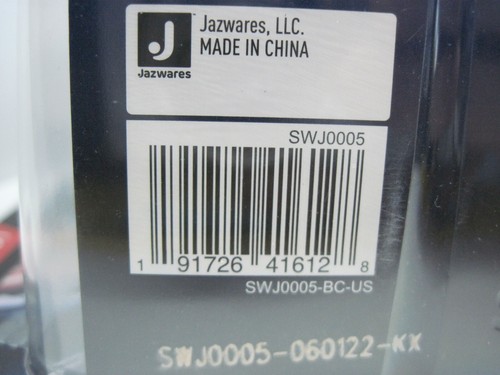 Jazwares, LLC.
MADE IN CHINA
J
Jazwares
SWJ0005
1 91726 41612 8
SWJ0005-BC-US
SWJ0005-060122-KX